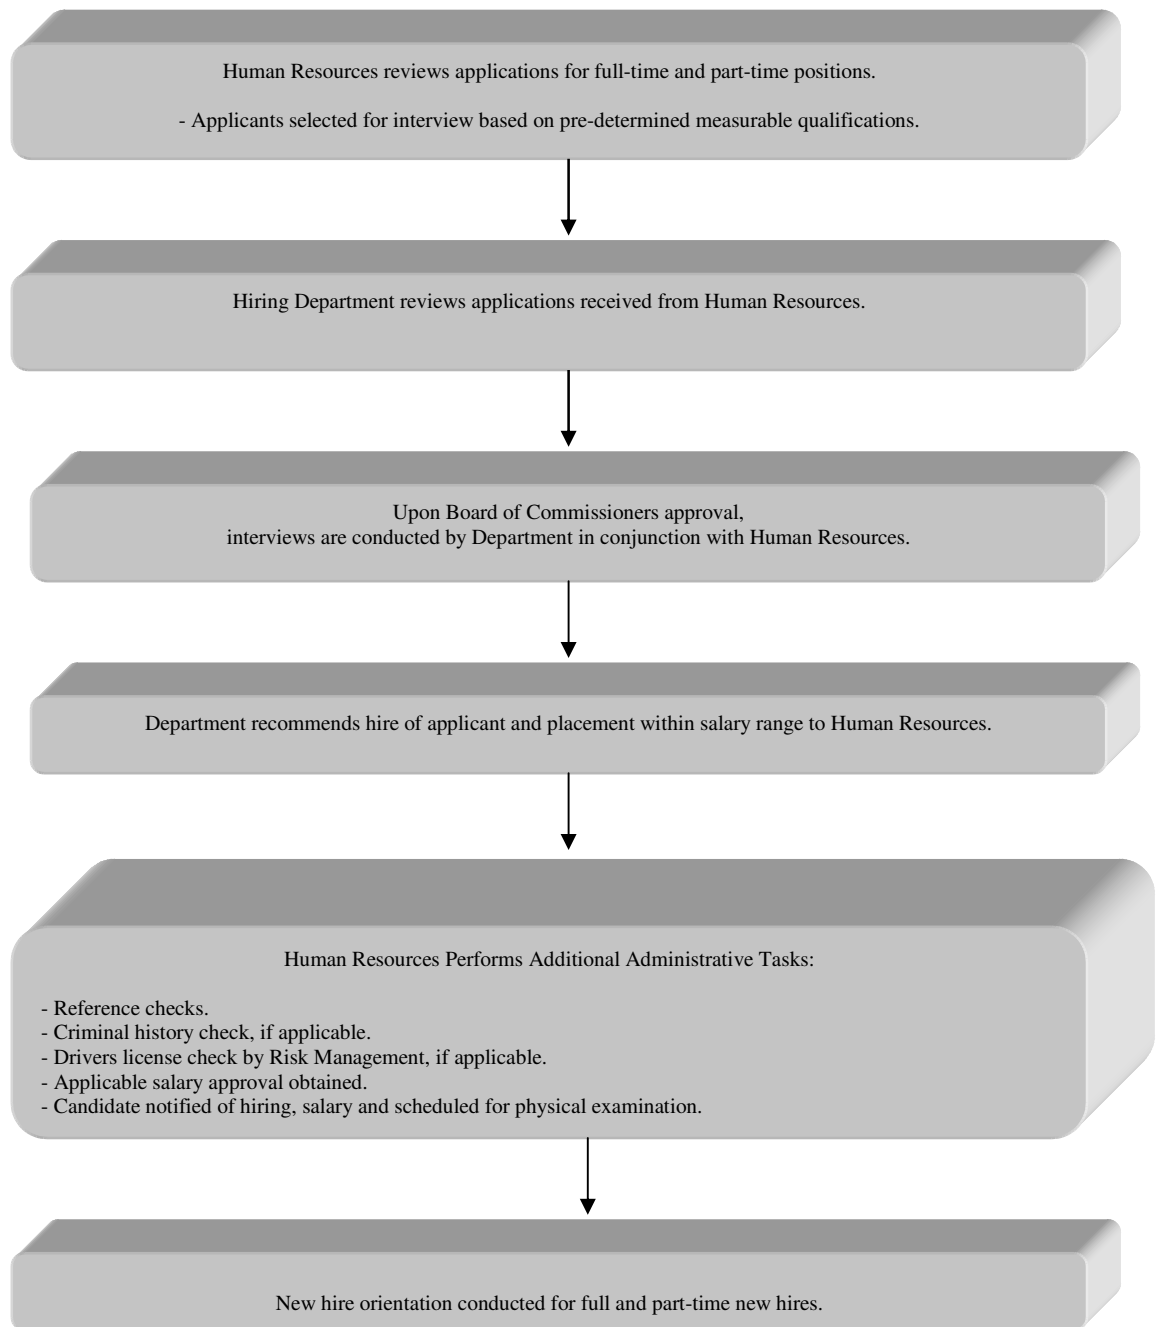 Human Resources reviews applications for full-time and part-time positions.
- Applicants selected for interview based on pre-determined measurable qualifications.
Hiring Department reviews applications received from Human Resources.
Upon Board of Commissioners approval,
interviews are conducted by Department in conjunction with Human Resources.
Department recommends hire of applicant and placement within salary range to Human Resources.
Human Resources Performs Additional Administrative Tasks:
- Reference checks.
- Criminal history check, if applicable.
- Drivers license check by Risk Management, if applicable.
- Applicable salary approval obtained.
- Candidate notified of hiring, salary and scheduled for physical examination.
New hire orientation conducted for full and part-time new hires.